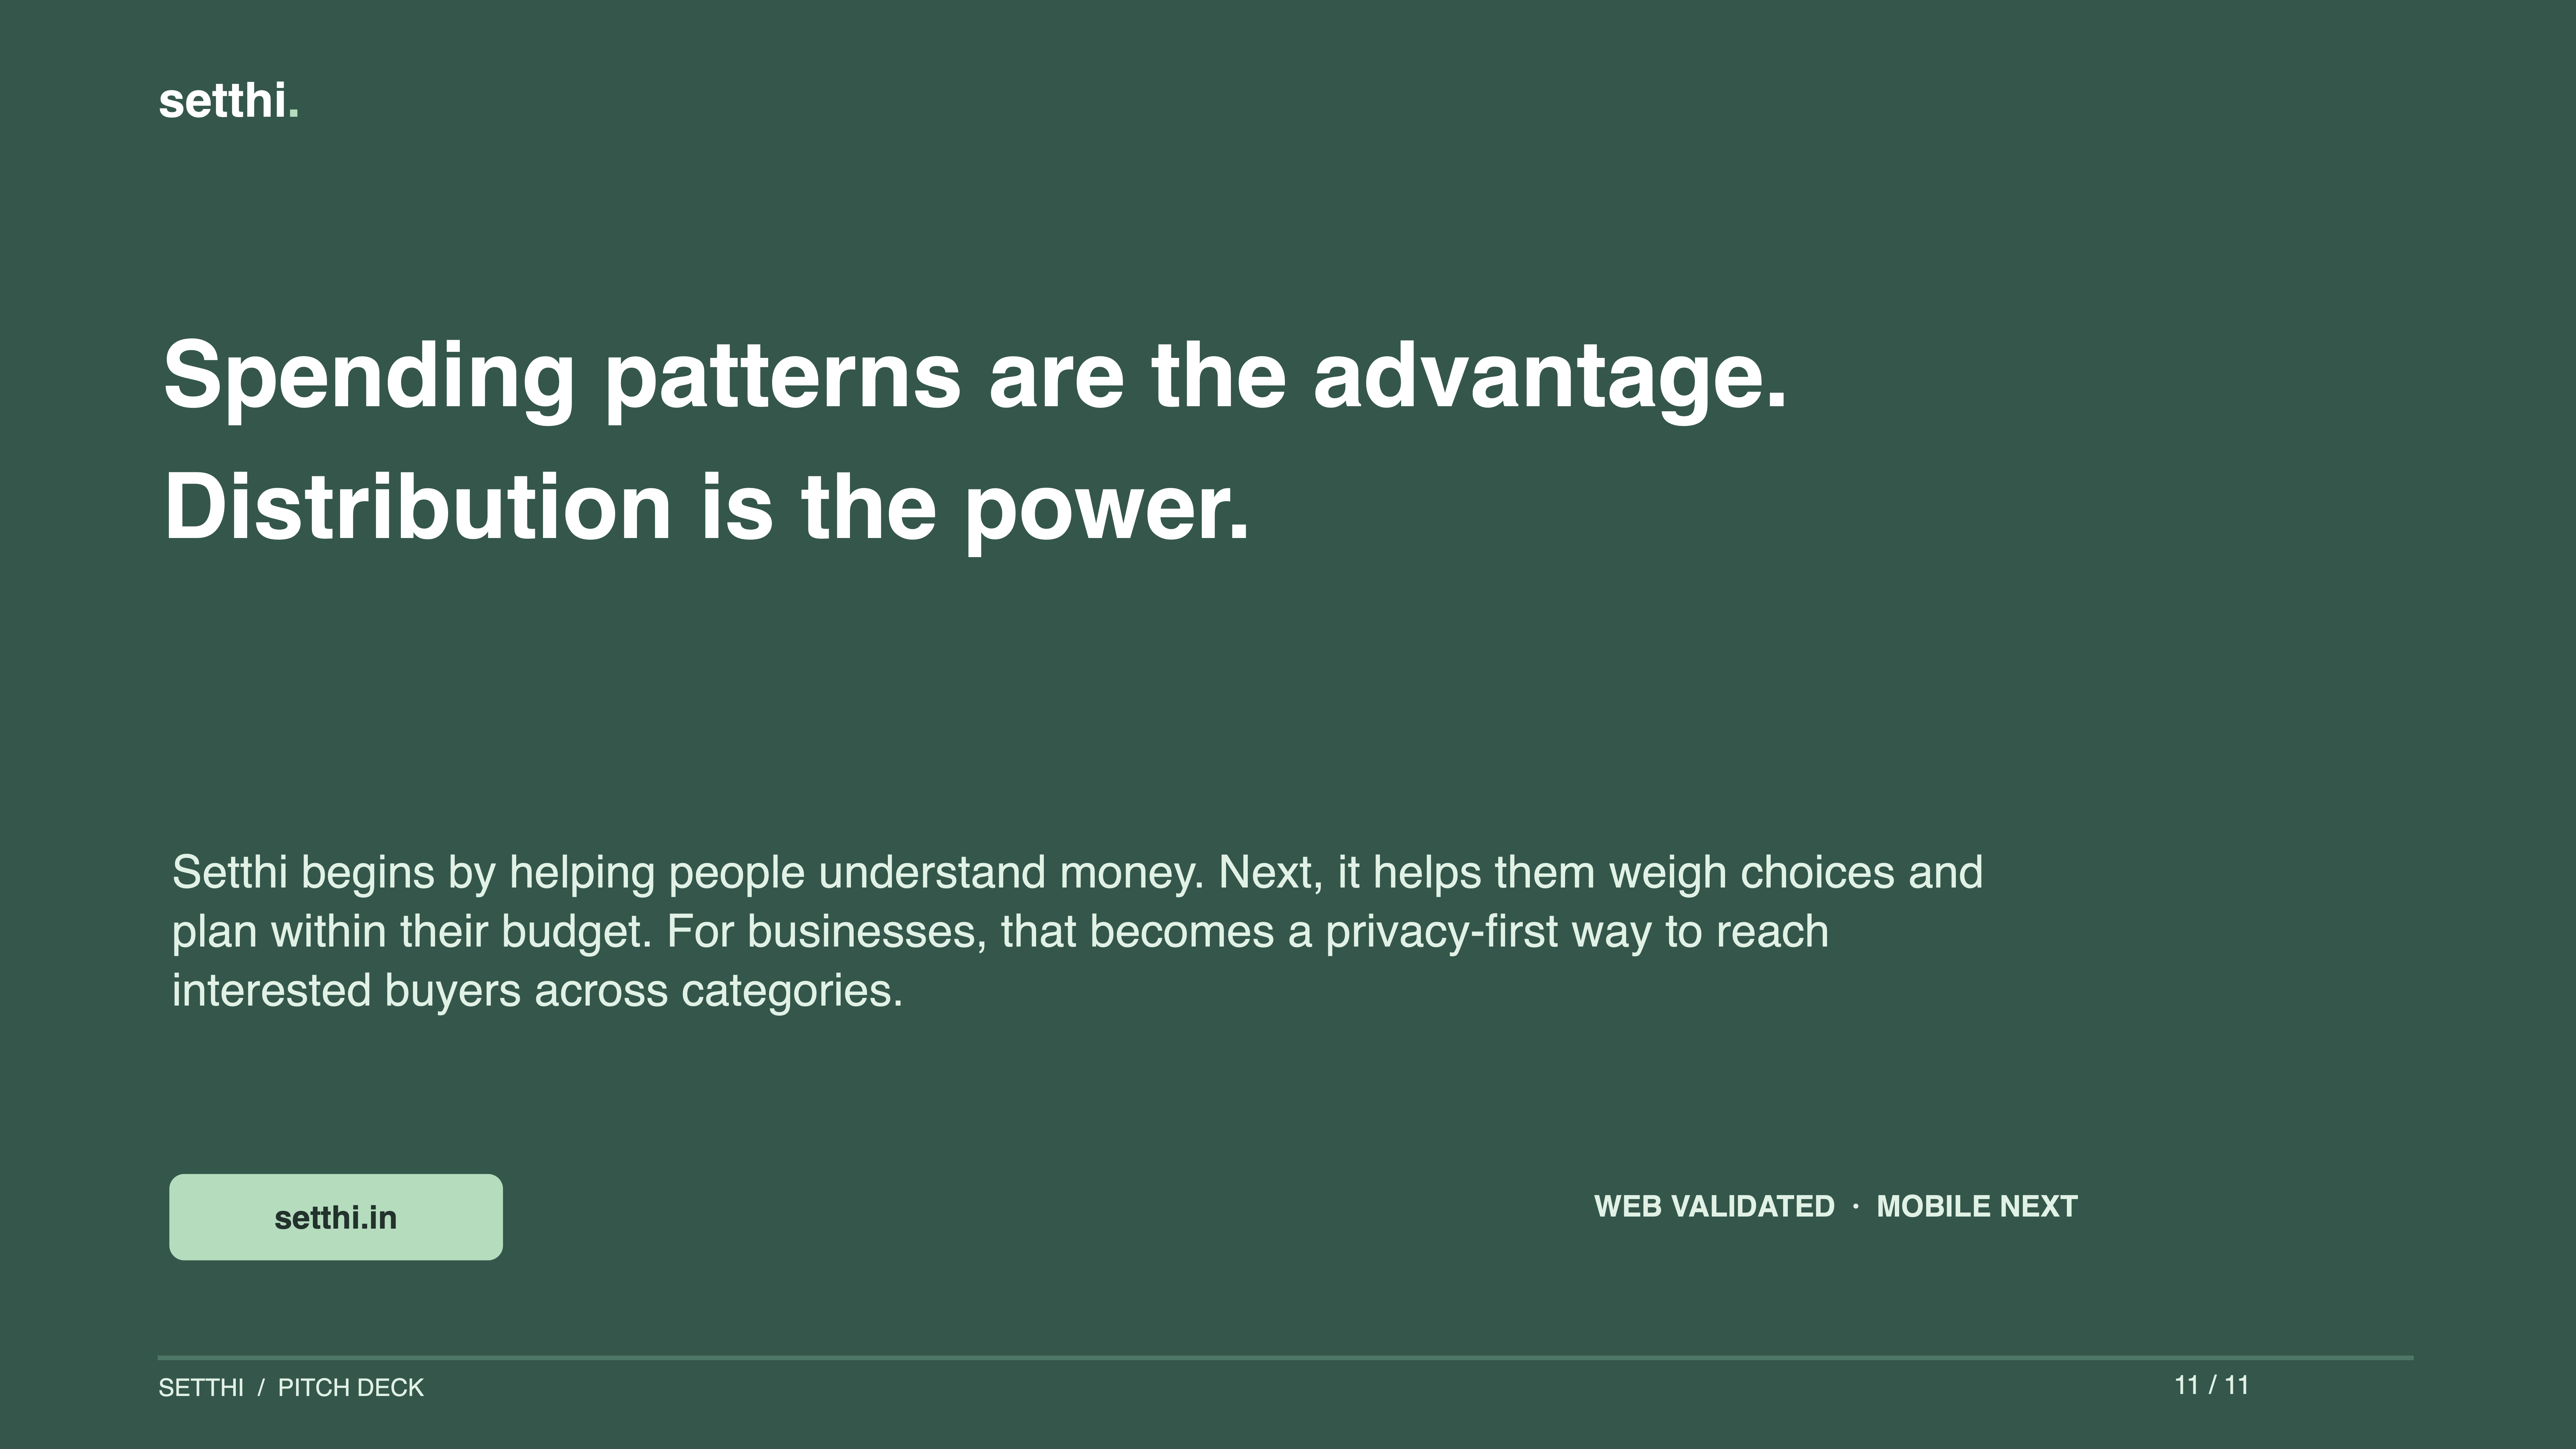 setthi.
Spending patterns are the advantage.
Distribution is the power.
Setthi begins by helping people understand money. Next, it helps them weigh choices and
plan within their budget. For businesses, that becomes a privacy-first way to reach
interested buyers across categories.
setthi.in
WEB VALIDATED · MOBILE NEXT
SETTHI / PITCH DECK
11 / 11